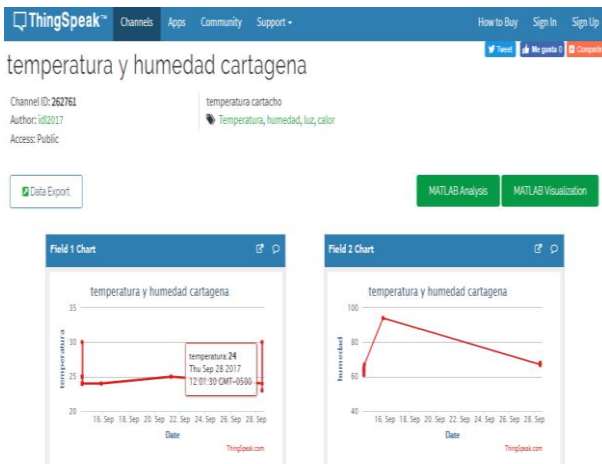 ThingSpeak™ Channels Apps Community Support How to Buy Sign In Sign Up
Tweet Me gusta 0 Compartir
temperatura y humedad cartagena
Channel ID: 262761
Author: idl2017
Access: Public
temperatura cartacho
Temperatura, humedad, luz, calor
Data Export
MATLAB Analysis MATLAB Visualization
Field 1 Chart
temperatura y humedad cartagena
35
30
25
20
temperatura
temperatura: 24
Thu Sep 28 2017
12:01:30 GMT-0500
16. Sep 18. Sep 20. Sep 22. Sep 24. Sep 26. Sep 28. Sep
Date
ThingSpeak.com
Field 2 Chart
temperatura y humedad cartagena
100
80
60
40
humedad
16. Sep 18. Sep 20. Sep 22. Sep 24. Sep 26. Sep 28. Sep
Date
ThingSpeak.com